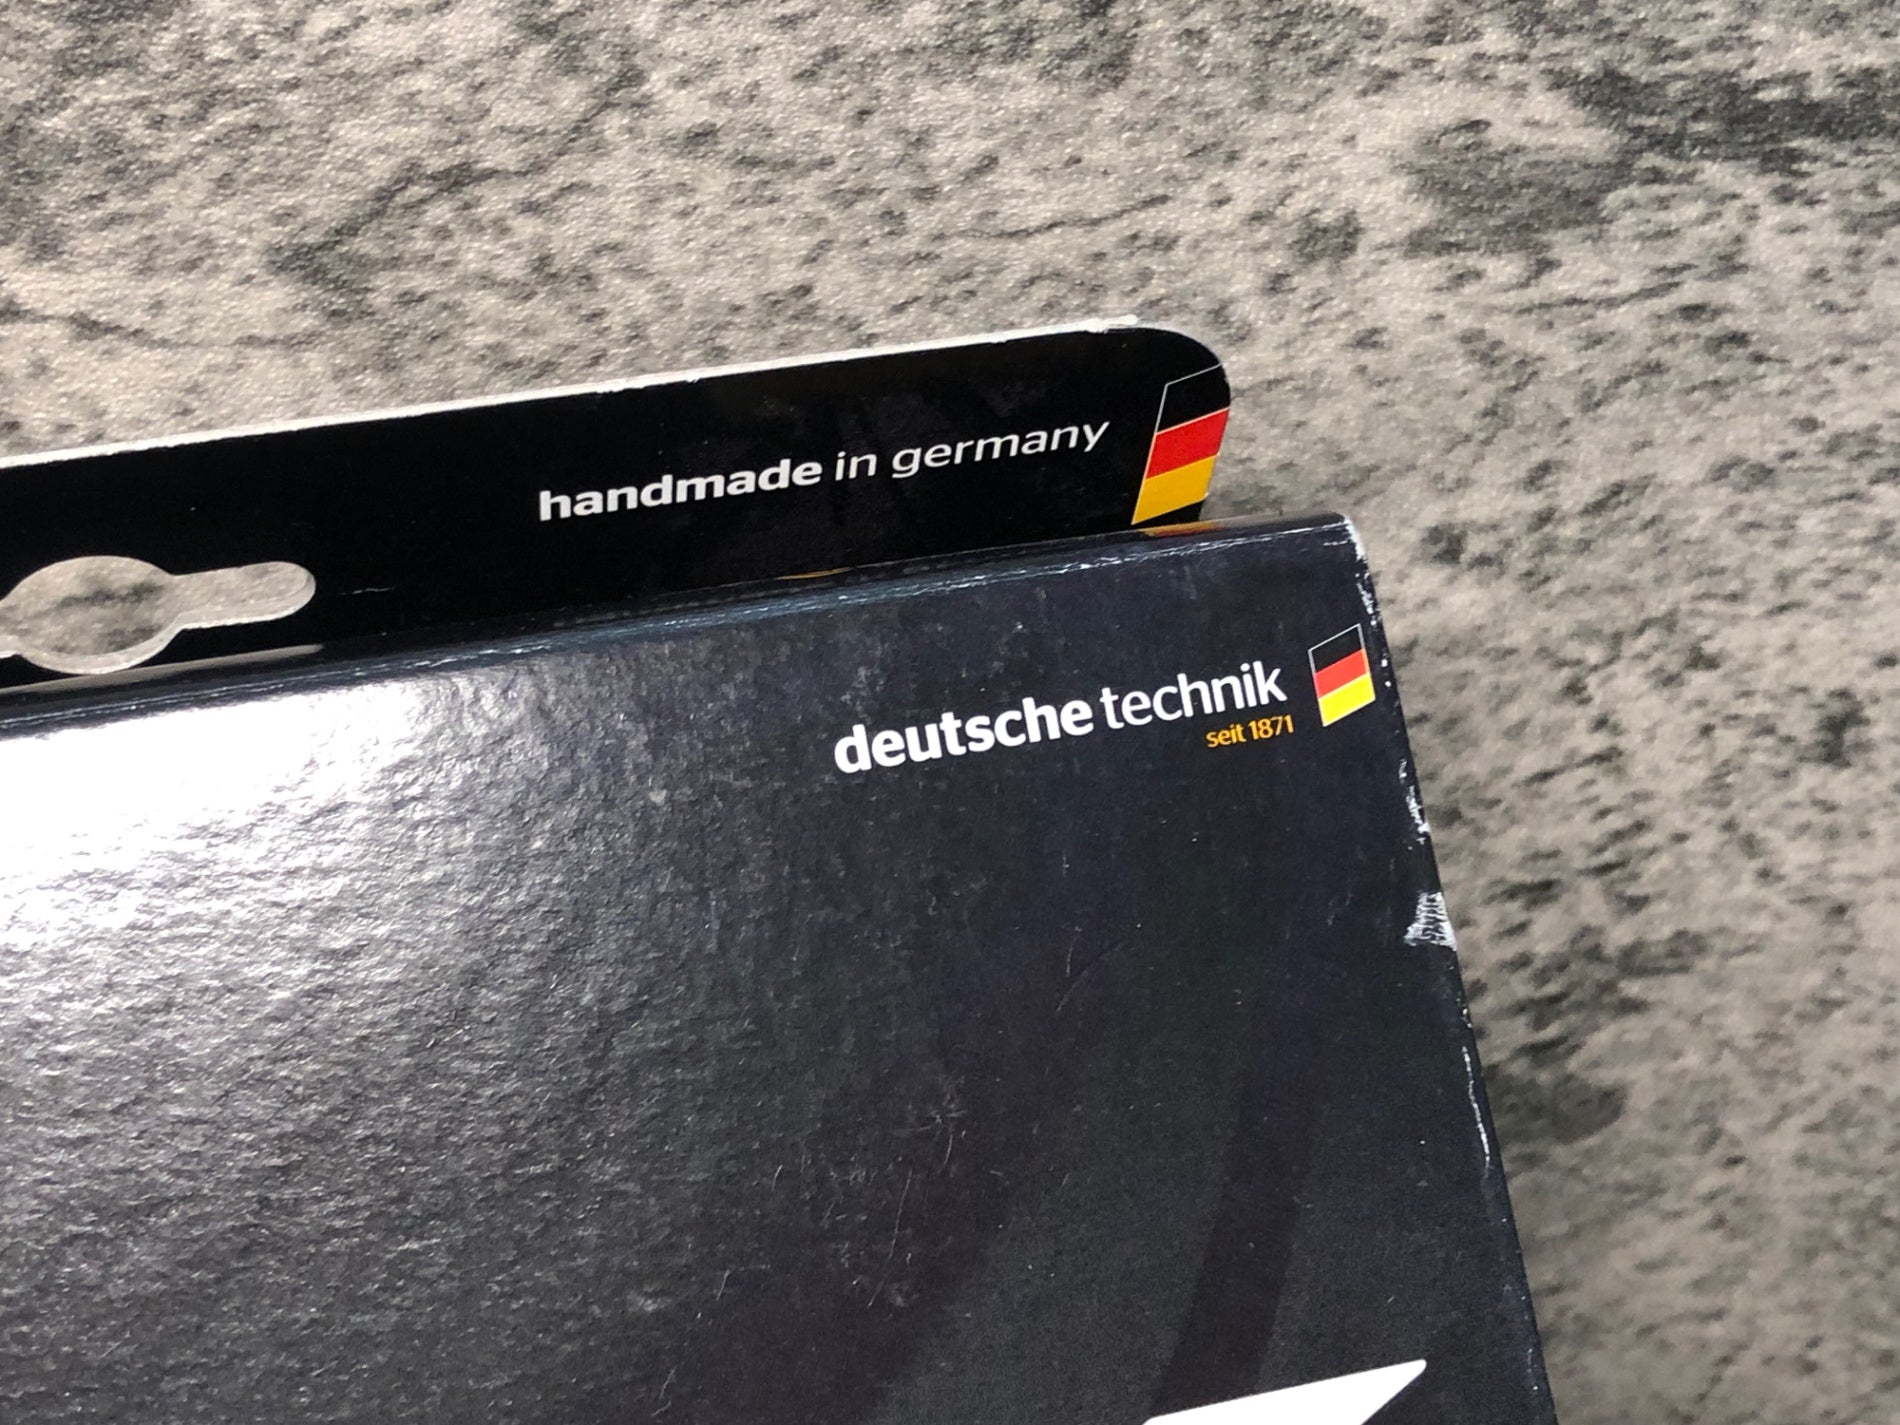 handmade in germany
deutsche technik
seit 1871